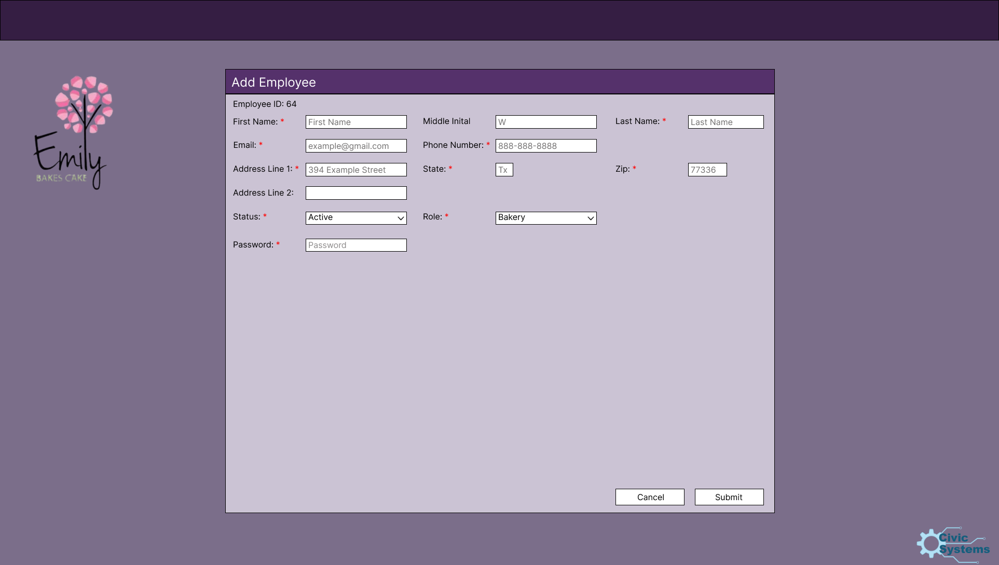 Add Employee
Employee ID: 64
First Name: * First Name Middle Inital W Last Name: * Last Name
Email: * example@gmail.com Phone Number: * 888-888-8888
Address Line 1: * 394 Example Street State: * Tx Zip: * 77336
Address Line 2:
Status: * Active Role: * Bakery
Password: * Password
Cancel Submit
Emily
BAKES CAKE
Civic
Systems